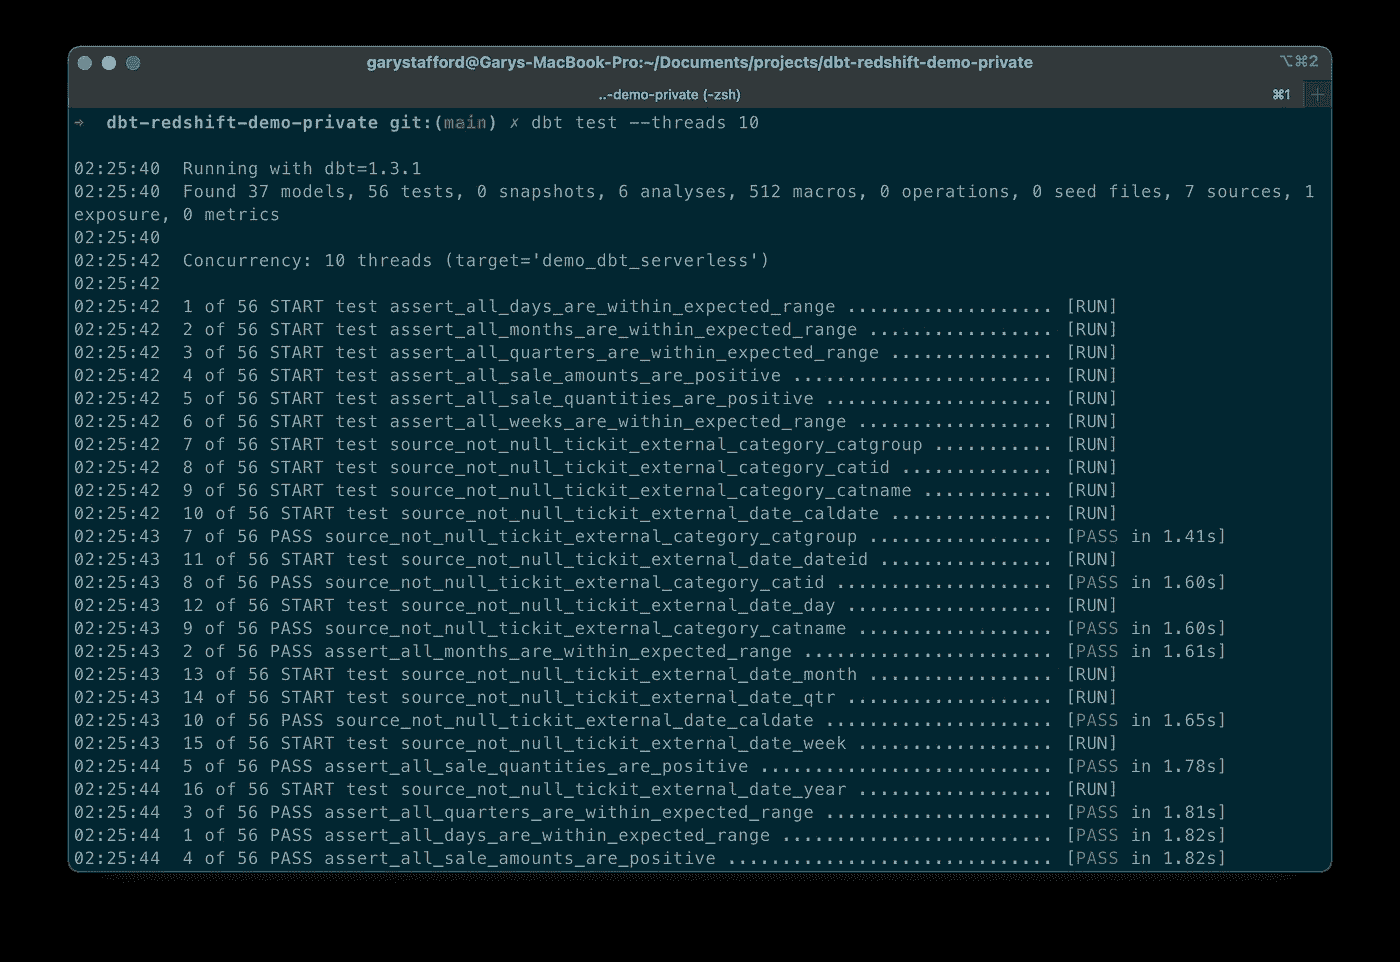 garystafford@Garys-MacBook-Pro:~/Documents/projects/dbt-redshift-demo-private ⌥⌘2
..-demo-private (-zsh) ⌘1 +
→ dbt-redshift-demo-private git:(main) ✗ dbt test --threads 10
02:25:40 Running with dbt=1.3.1
02:25:40 Found 37 models, 56 tests, 0 snapshots, 6 analyses, 512 macros, 0 operations, 0 seed files, 7 sources, 1
exposure, 0 metrics
02:25:40
02:25:42 Concurrency: 10 threads (target='demo_dbt_serverless')
02:25:42
02:25:42 1 of 56 START test assert_all_days_are_within_expected_range ................... [RUN]
02:25:42 2 of 56 START test assert_all_months_are_within_expected_range ................. [RUN]
02:25:42 3 of 56 START test assert_all_quarters_are_within_expected_range ............... [RUN]
02:25:42 4 of 56 START test assert_all_sale_amounts_are_positive ........................ [RUN]
02:25:42 5 of 56 START test assert_all_sale_quantities_are_positive ..................... [RUN]
02:25:42 6 of 56 START test assert_all_weeks_are_within_expected_range .................. [RUN]
02:25:42 7 of 56 START test source_not_null_tickit_external_category_catgroup ........... [RUN]
02:25:42 8 of 56 START test source_not_null_tickit_external_category_catid .............. [RUN]
02:25:42 9 of 56 START test source_not_null_tickit_external_category_catname ............ [RUN]
02:25:42 10 of 56 START test source_not_null_tickit_external_date_caldate ................ [RUN]
02:25:43 7 of 56 PASS source_not_null_tickit_external_category_catgroup ................. [PASS in 1.41s]
02:25:43 11 of 56 START test source_not_null_tickit_external_date_dateid ................. [RUN]
02:25:43 8 of 56 PASS source_not_null_tickit_external_category_catid .................... [PASS in 1.60s]
02:25:43 12 of 56 START test source_not_null_tickit_external_date_day ................... [RUN]
02:25:43 9 of 56 PASS source_not_null_tickit_external_category_catname .................. [PASS in 1.60s]
02:25:43 2 of 56 PASS assert_all_months_are_within_expected_range ....................... [PASS in 1.61s]
02:25:43 13 of 56 START test source_not_null_tickit_external_date_month ................. [RUN]
02:25:43 14 of 56 START test source_not_null_tickit_external_date_qtr ................... [RUN]
02:25:43 10 of 56 PASS source_not_null_tickit_external_date_caldate ..................... [PASS in 1.65s]
02:25:43 15 of 56 START test source_not_null_tickit_external_date_week .................. [RUN]
02:25:44 5 of 56 PASS assert_all_sale_quantities_are_positive ........................... [PASS in 1.78s]
02:25:44 16 of 56 START test source_not_null_tickit_external_date_year .................. [RUN]
02:25:44 3 of 56 PASS assert_all_quarters_are_within_expected_range ..................... [PASS in 1.81s]
02:25:44 1 of 56 PASS assert_all_days_are_within_expected_range ......................... [PASS in 1.82s]
02:25:44 4 of 56 PASS assert_all_sale_amounts_are_positive .............................. [PASS in 1.82s]